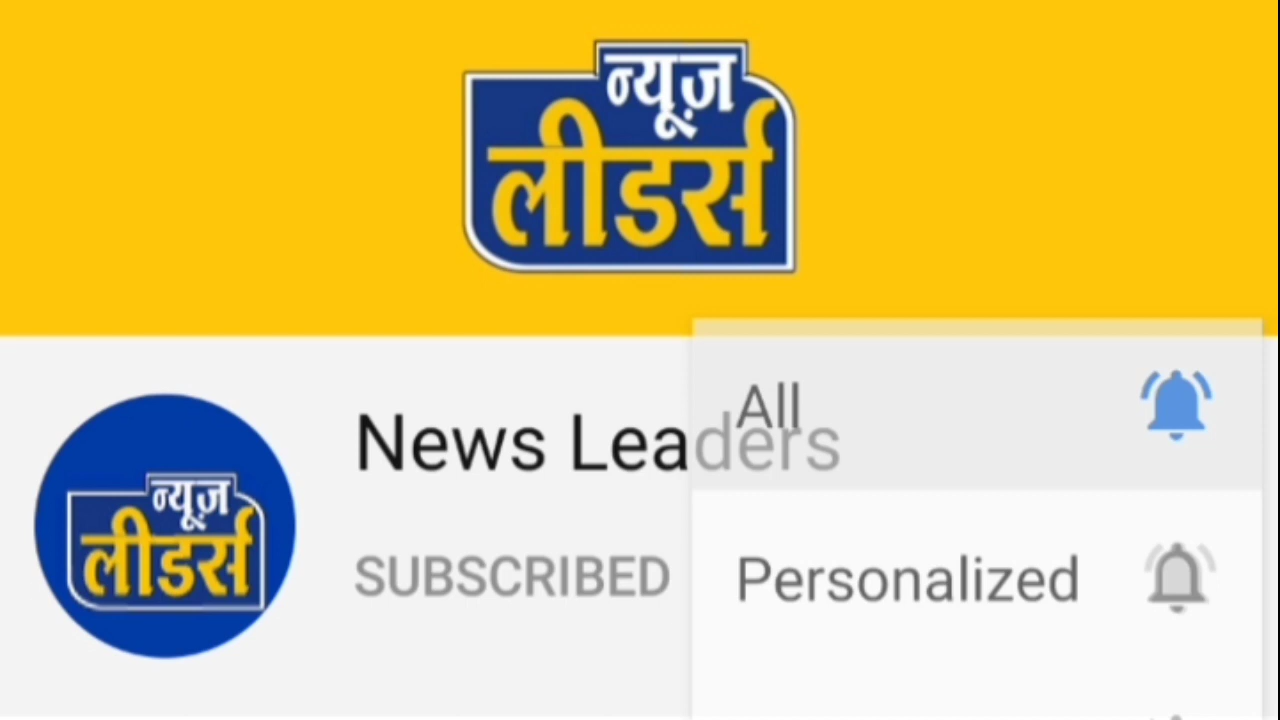 न्यूज़
लीडर्स
All
News Leaders
न्यूज़
लीडर्स
SUBSCRIBED
Personalized